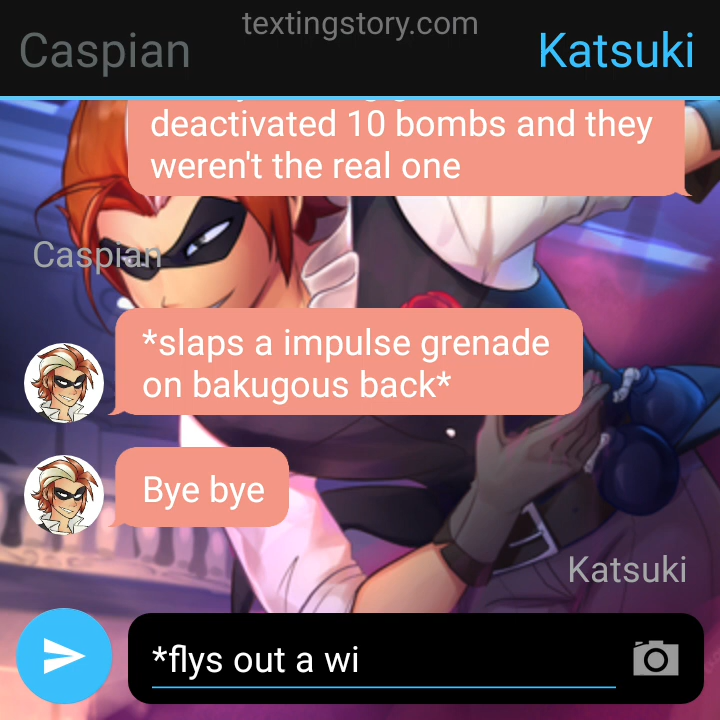 textingstory.com
Caspian
Katsuki
deactivated 10 bombs and they
weren't the real one
Caspian
*slaps a impulse grenade
on bakugous back*
Bye bye
Katsuki
*flys out a wi